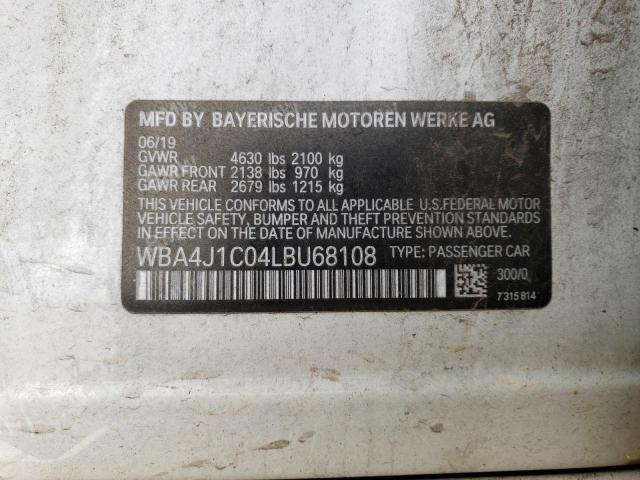 MFD BY BAYERISCHE MOTOREN WERKE AG
06/19
GVWR 4630 lbs 2100 kg
GAWR FRONT 2138 lbs 970 kg
GAWR REAR 2679 lbs 1215 kg
THIS VEHICLE CONFORMS TO ALL APPLICABLE U.S.FEDERAL MOTOR
VEHICLE SAFETY, BUMPER AND THEFT PREVENTION STANDARDS
IN EFFECT ON THE DATE OF MANUFACTURE SHOWN ABOVE.
WBA4J1C04LBU68108 TYPE: PASSENGER CAR
300/0
7315814